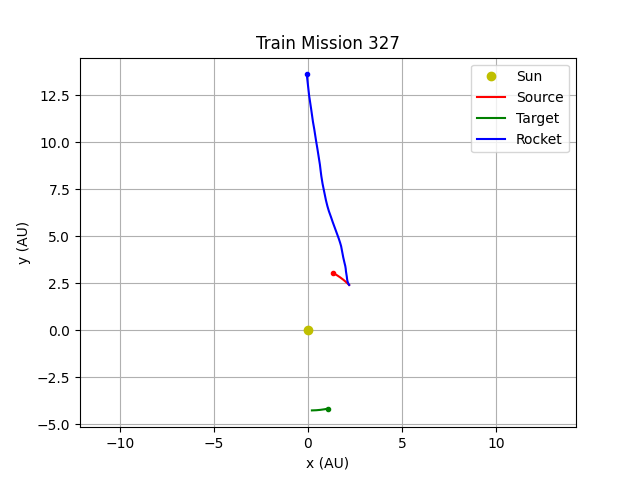 Train Mission 327
Sun
Source
Target
Rocket
12.5
10.0
7.5
5.0
2.5
0.0
−2.5
−5.0
y (AU)
−10
−5
0
5
10
x (AU)